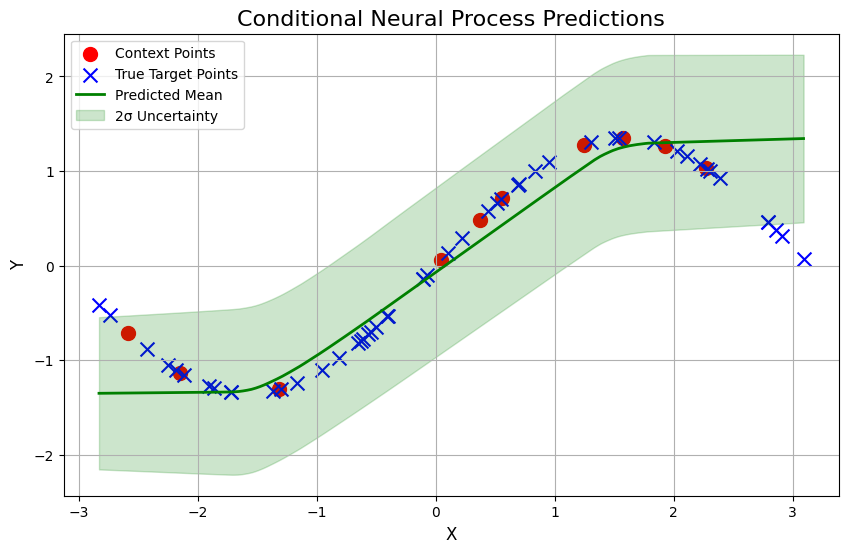 Conditional Neural Process Predictions
Context Points
True Target Points
Predicted Mean
2σ Uncertainty
2
1
0
−1
−2
Y
−3 −2 −1 0 1 2 3
X